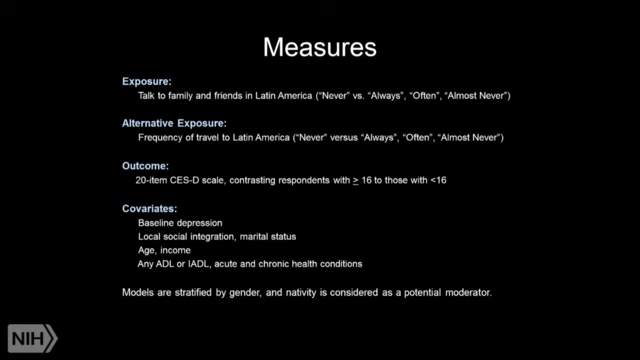 Measures
Exposure:
Talk to family and friends in Latin America (“Never” vs. “Always”, “Often”, “Almost Never”)
Alternative Exposure:
Frequency of travel to Latin America (“Never” versus “Always”, “Often”, “Almost Never”)
Outcome:
20-item CES-D scale, contrasting respondents with ≥ 16 to those with <16
Covariates:
Baseline depression
Local social integration, marital status
Age, income
Any ADL or IADL, acute and chronic health conditions
Models are stratified by gender, and nativity is considered as a potential moderator.
NIH